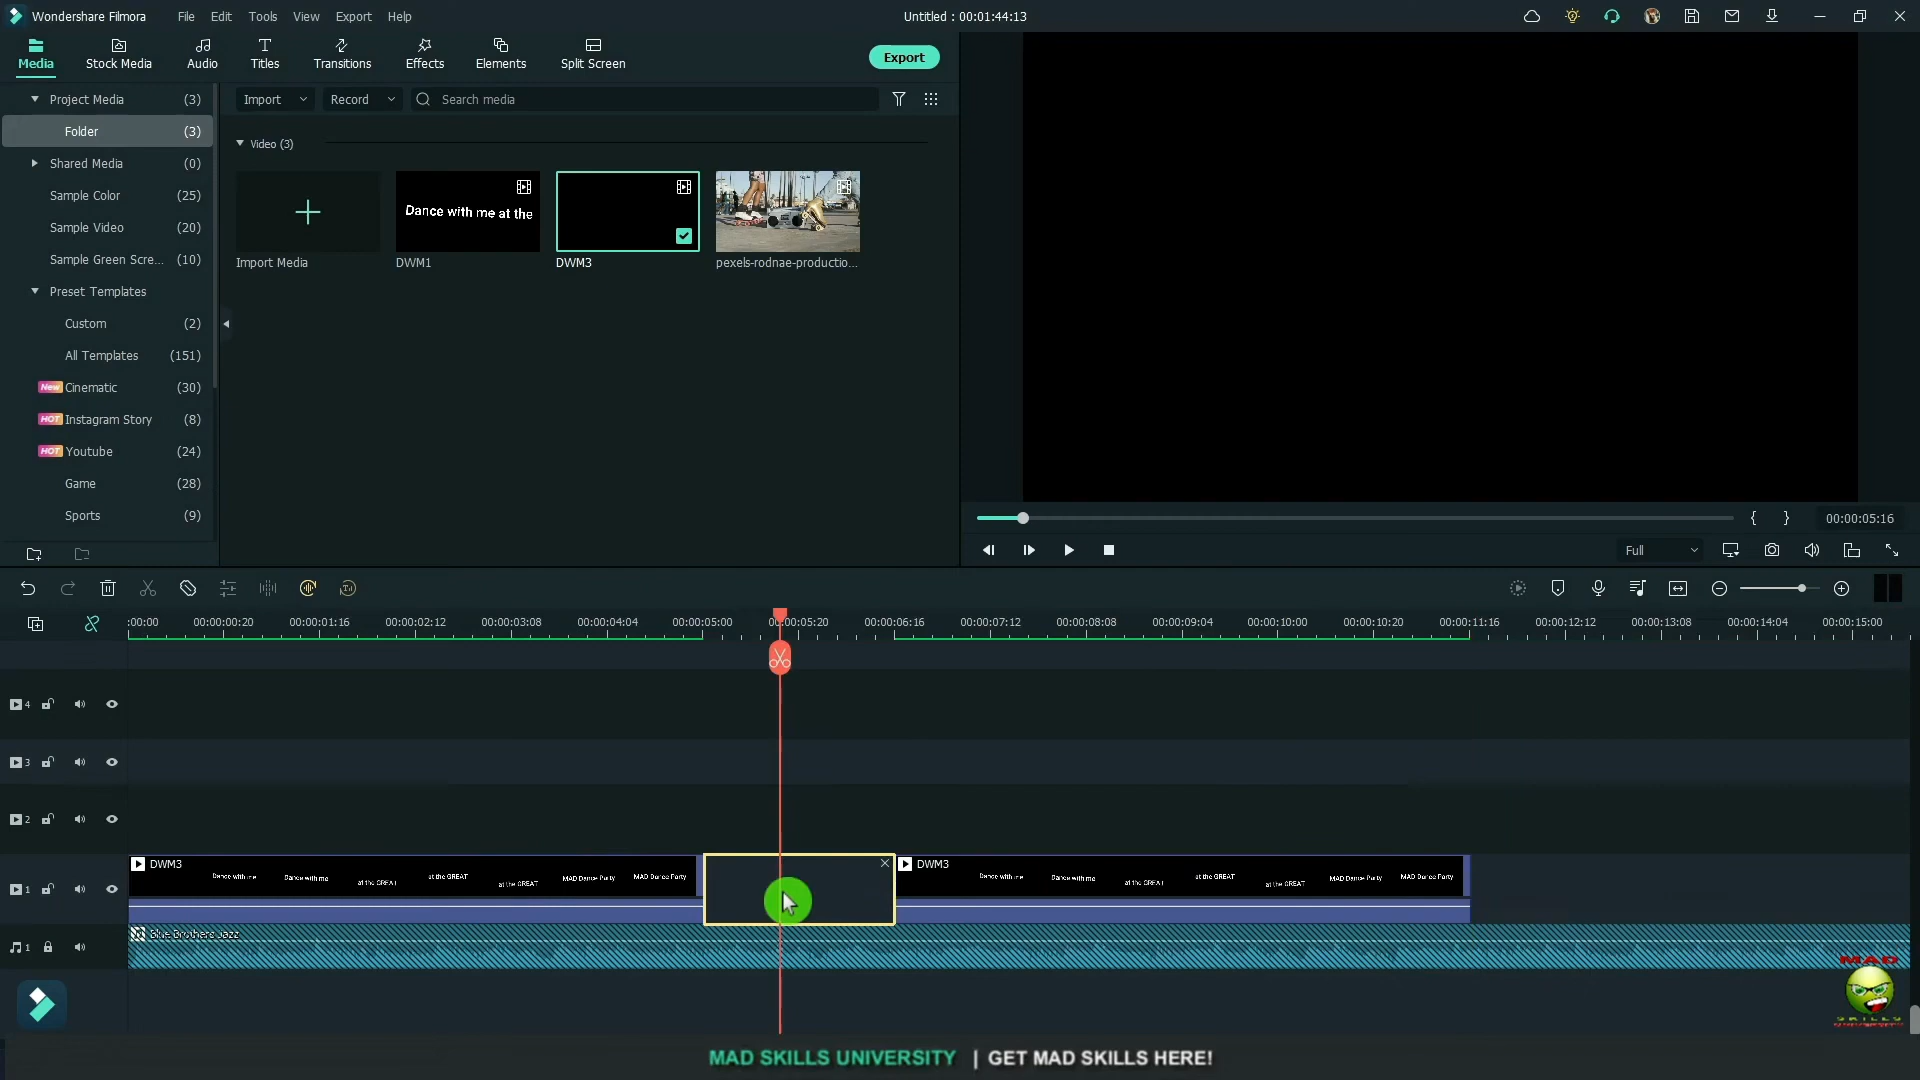 Wondershare Filmora
File Edit Tools View Export Help
Untitled : 00:01:44:13
Media
Stock Media
Audio
Titles
Transitions
Effects
Elements
Split Screen
Export
Project Media (3)
Folder (3)
Shared Media (0)
Sample Color (25)
Sample Video (20)
Sample Green Scre... (10)
Preset Templates
Custom (2)
All Templates (151)
New Cinematic (30)
HOT Instagram Story (8)
HOT Youtube (24)
Game (28)
Sports (9)
Import
Record
Search media
Video (3)
Dance with me at the
Import Media
DWM1
DWM3
pexels-rodnae-productio...
{ } 00:00:05:16
Full
:00:00 00:00:00:20 00:00:01:16 00:00:02:12 00:00:03:08 00:00:04:04 00:00:05:00 00:00:05:20 00:00:06:16 00:00:07:12 00:00:08:08 00:00:09:04 00:00:10:00 00:00:10:20 00:00:11:16 00:00:12:12 00:00:13:08 00:00:14:04 00:00:15:00
4
3
2
DWM3
DWM3
Dance with me Dance with me at the GREAT at the GREAT at the GREAT MAD Dance Party MAD Dance Party
Dance with me Dance with me at the GREAT at the GREAT at the GREAT MAD Dance Party MAD Dance Party
1
Blue Brothers Jazz
1
MAD
SKILLS
MAD SKILLS UNIVERSITY | GET MAD SKILLS HERE!